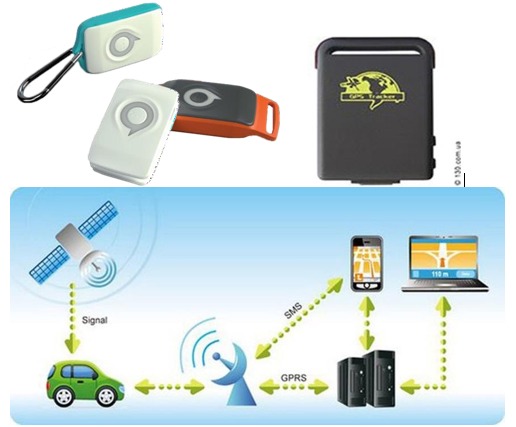 GPS Tracker
© 130.com.ua
Signal
SMS
GPRS
110 m